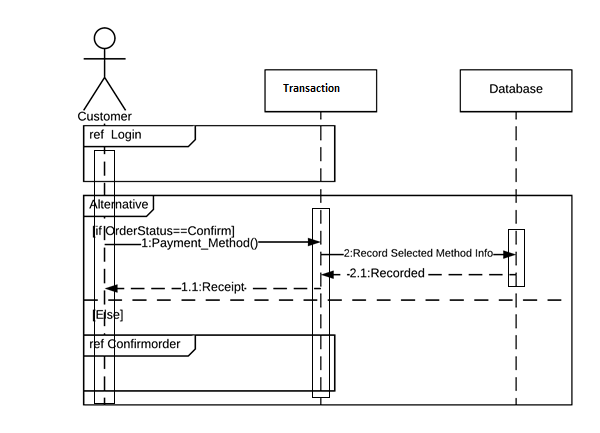 Transaction
Database
Customer
ref Login
Alternative
[if OrderStatus==Confirm]
1:Payment_Method()
2:Record Selected Method Info
2.1:Recorded
1.1:Receipt
[Else]
ref Confirmorder